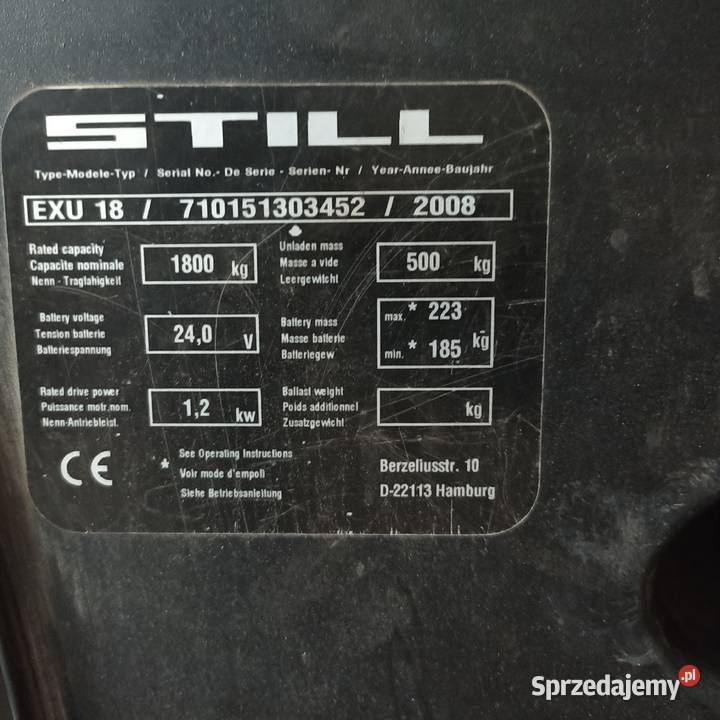 STILL
Type-Modele-Typ / Serial No.- De Serie - Serien- Nr / Year-Annee-Baujahr
EXU 18 / 710151303452 / 2008
Rated capacity
Capacite nominale
Nenn - Tragfahigkeit
1800 kg
Unladen mass
Masse a vide
Leergewitcht
500 kg
Battery voltage
Tension batterie
Batteriespannung
24,0 V
Battery mass
Masse batterie
Batteriegew
max. * 223
min. * 185
kg
Rated drive power
Puissance motr.nom.
Nenn-Antriebleist.
1,2 kw
Ballast weight
Poids additionnel
Zusatzgewicht
kg
CE
* See Operating Instructions
Voir mode d'empoli
Siehe Betriebsanleitung
Berzeliusstr. 10
D-22113 Hamburg
Sprzedajemy.pl